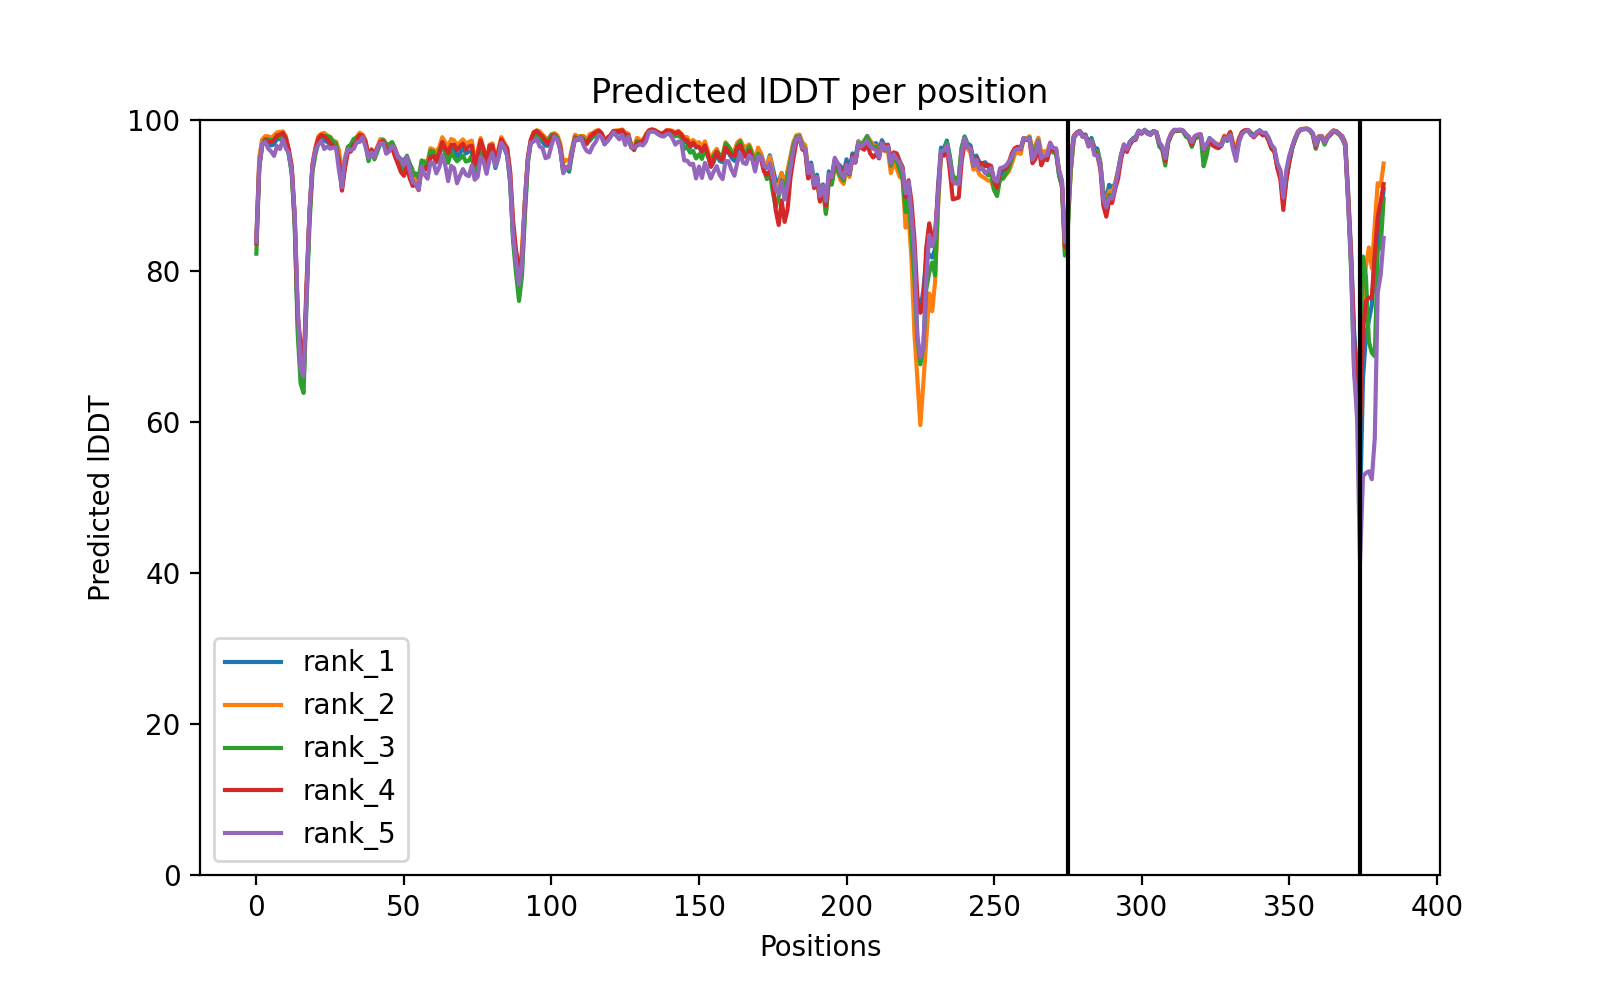 Predicted lDDT per position
100
80
60
40
20
0
Predicted lDDT
rank_1
rank_2
rank_3
rank_4
rank_5
0 50 100 150 200 250 300 350 400
Positions